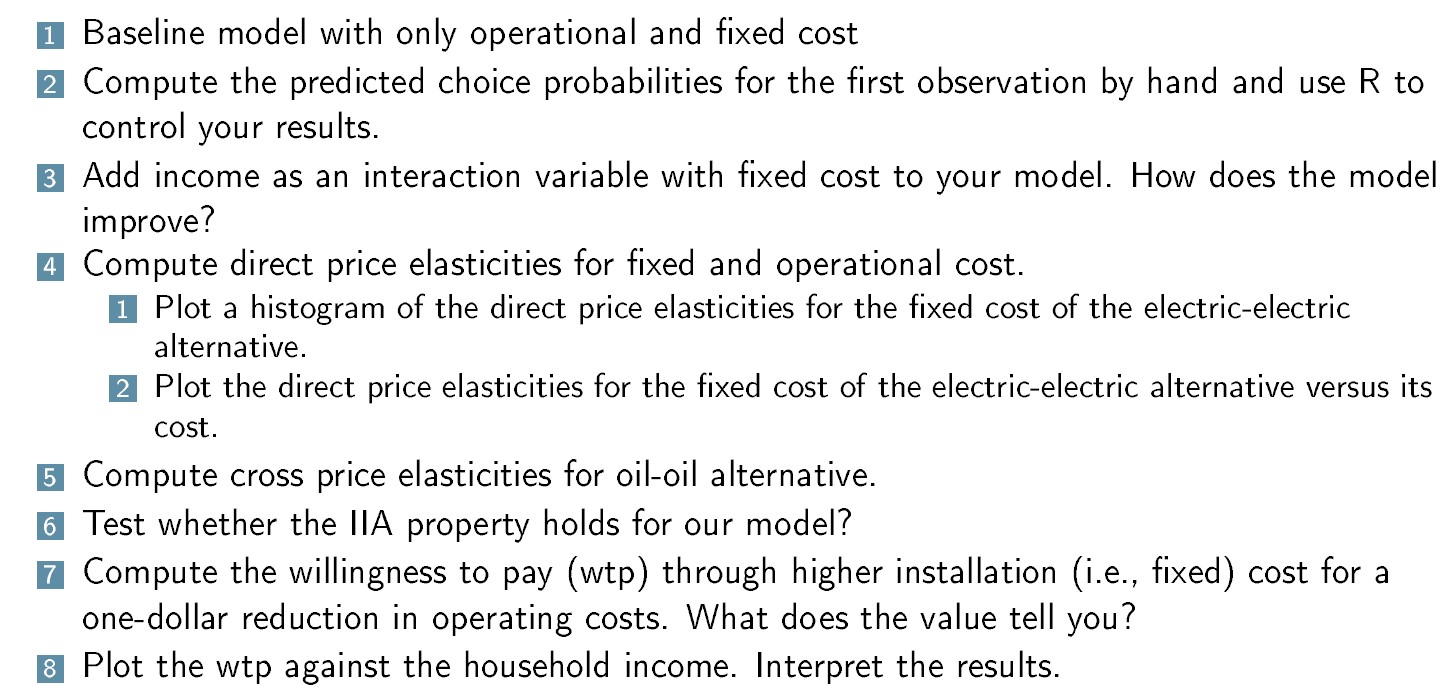 1 Baseline model with only operational and fixed cost
2 Compute the predicted choice probabilities for the first observation by hand and use R to
control your results.
3 Add income as an interaction variable with fixed cost to your model. How does the model
improve?
4 Compute direct price elasticities for fixed and operational cost.
1 Plot a histogram of the direct price elasticities for the fixed cost of the electric-electric
alternative.
2 Plot the direct price elasticities for the fixed cost of the electric-electric alternative versus its
cost.
5 Compute cross price elasticities for oil-oil alternative.
6 Test whether the IIA property holds for our model?
7 Compute the willingness to pay (wtp) through higher installation (i.e., fixed) cost for a
one-dollar reduction in operating costs. What does the value tell you?
8 Plot the wtp against the household income. Interpret the results.